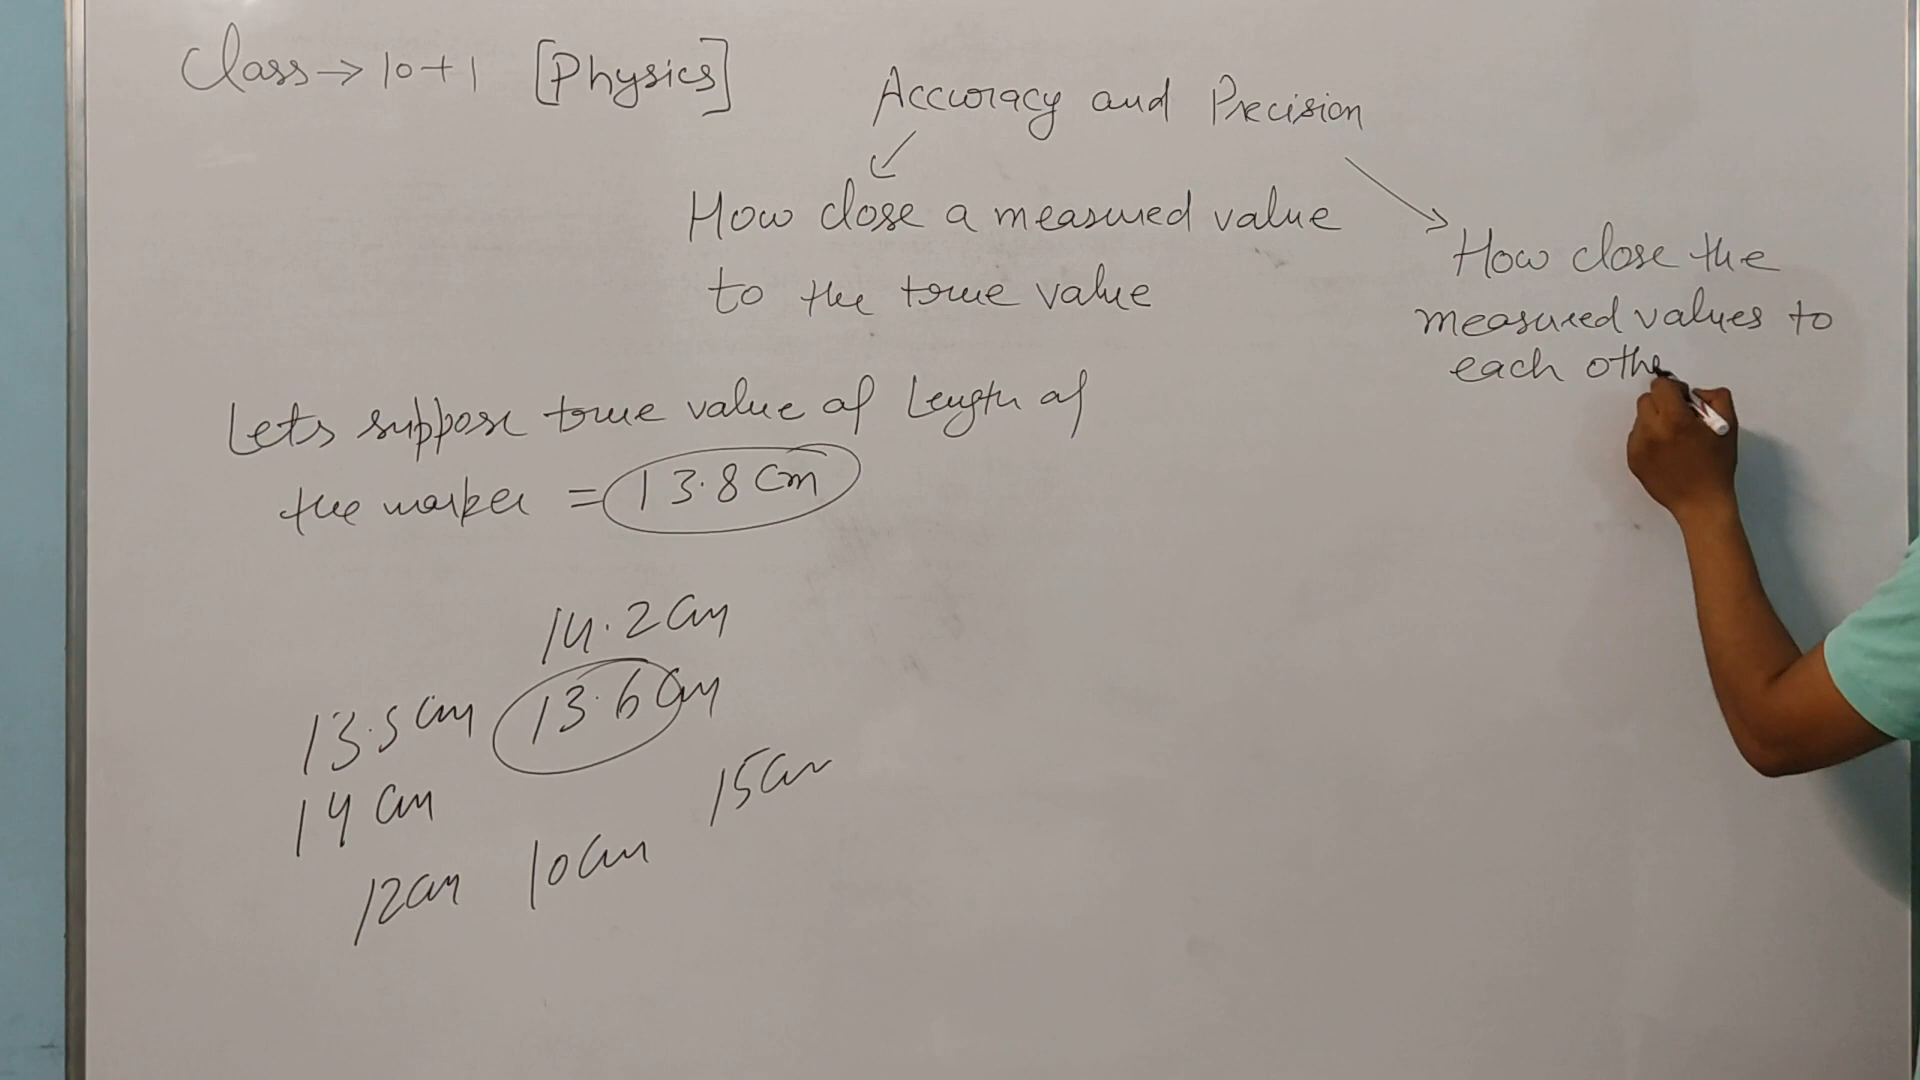 Class → 10+1 [Physics]
Accuracy and Precision
How close a measured value
to the true value
How close the
measured values to
each othe
Lets suppose true value of Length of
the marker = 13.8 cm
14.2 cm
13.5 cm 13.6 cm
14 cm
15 cm
12 cm 10 cm